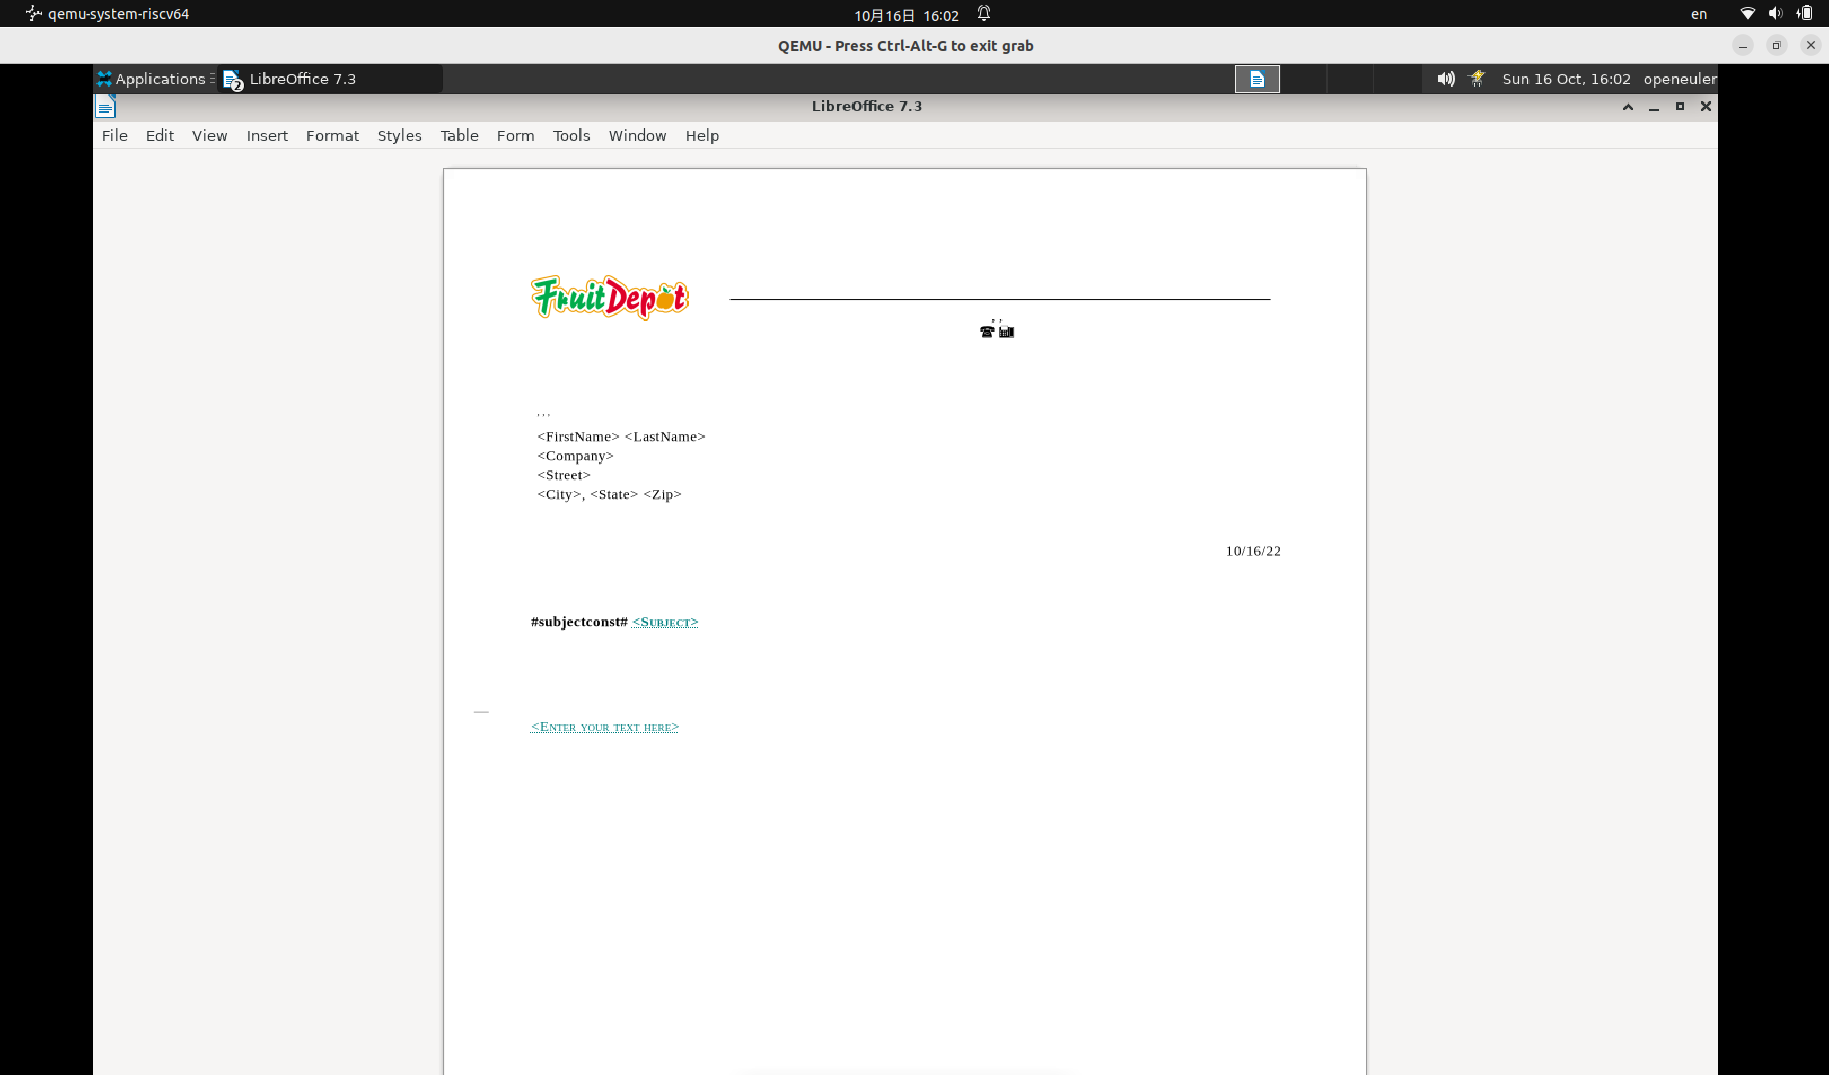 qemu-system-riscv64
10月16日 16:02
en
QEMU - Press Ctrl-Alt-G to exit grab
Applications
2
LibreOffice 7.3
Sun 16 Oct, 16:02
openeuler
LibreOffice 7.3
File Edit View Insert Format Styles Table Form Tools Window Help
FruitDepot
, ,
, , ,
<FirstName> <LastName>
<Company>
<Street>
<City>, <State> <Zip>
10/16/22
#subjectconst# <Subject>
<Enter your text here>